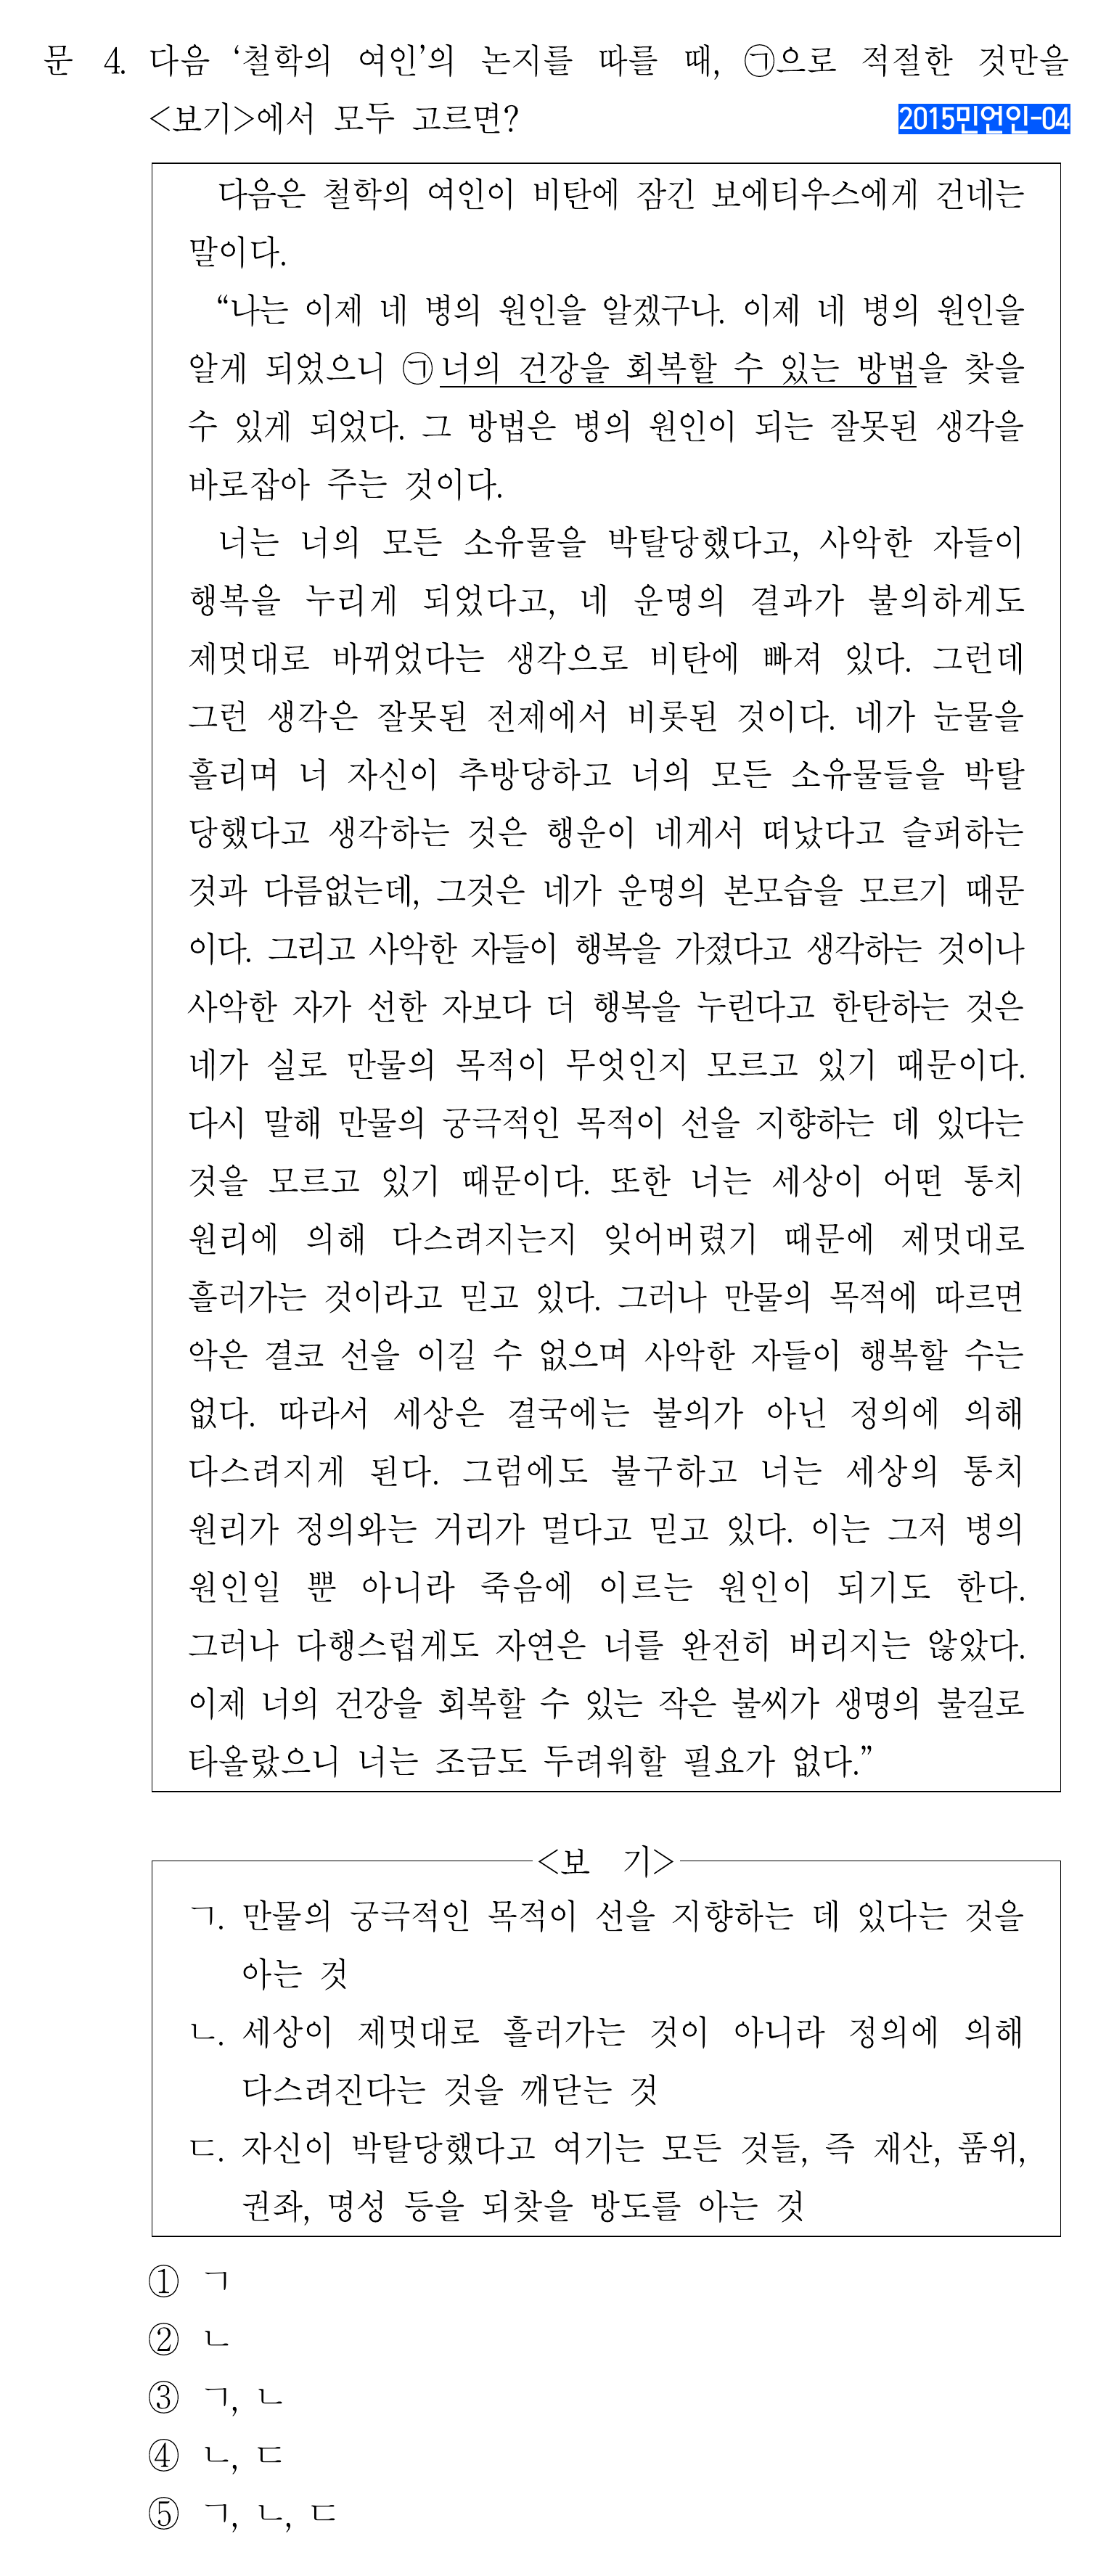 문 4. 다음 ‘철학의 여인’의 논지를 따를 때, ㉠으로 적절한 것만을
<보기>에서 모두 고르면?
2015민언인-04
다음은 철학의 여인이 비탄에 잠긴 보에티우스에게 건네는
말이다.
“나는 이제 네 병의 원인을 알겠구나. 이제 네 병의 원인을
알게 되었으니 ㉠너의 건강을 회복할 수 있는 방법을 찾을
수 있게 되었다. 그 방법은 병의 원인이 되는 잘못된 생각을
바로잡아 주는 것이다.
너는 너의 모든 소유물을 박탈당했다고, 사악한 자들이
행복을 누리게 되었다고, 네 운명의 결과가 불의하게도
제멋대로 바뀌었다는 생각으로 비탄에 빠져 있다. 그런데
그런 생각은 잘못된 전제에서 비롯된 것이다. 네가 눈물을
흘리며 너 자신이 추방당하고 너의 모든 소유물들을 박탈
당했다고 생각하는 것은 행운이 네게서 떠났다고 슬퍼하는
것과 다름없는데, 그것은 네가 운명의 본모습을 모르기 때문
이다. 그리고 사악한 자들이 행복을 가졌다고 생각하는 것이나
사악한 자가 선한 자보다 더 행복을 누린다고 한탄하는 것은
네가 실로 만물의 목적이 무엇인지 모르고 있기 때문이다.
다시 말해 만물의 궁극적인 목적이 선을 지향하는 데 있다는
것을 모르고 있기 때문이다. 또한 너는 세상이 어떤 통치
원리에 의해 다스려지는지 잊어버렸기 때문에 제멋대로
흘러가는 것이라고 믿고 있다. 그러나 만물의 목적에 따르면
악은 결코 선을 이길 수 없으며 사악한 자들이 행복할 수는
없다. 따라서 세상은 결국에는 불의가 아닌 정의에 의해
다스려지게 된다. 그럼에도 불구하고 너는 세상의 통치
원리가 정의와는 거리가 멀다고 믿고 있다. 이는 그저 병의
원인일 뿐 아니라 죽음에 이르는 원인이 되기도 한다.
그러나 다행스럽게도 자연은 너를 완전히 버리지는 않았다.
이제 너의 건강을 회복할 수 있는 작은 불씨가 생명의 불길로
타올랐으니 너는 조금도 두려워할 필요가 없다.”
<보 기>
ㄱ. 만물의 궁극적인 목적이 선을 지향하는 데 있다는 것을
아는 것
ㄴ. 세상이 제멋대로 흘러가는 것이 아니라 정의에 의해
다스려진다는 것을 깨닫는 것
ㄷ. 자신이 박탈당했다고 여기는 모든 것들, 즉 재산, 품위,
권좌, 명성 등을 되찾을 방도를 아는 것
① ㄱ
② ㄴ
③ ㄱ, ㄴ
④ ㄴ, ㄷ
⑤ ㄱ, ㄴ, ㄷ